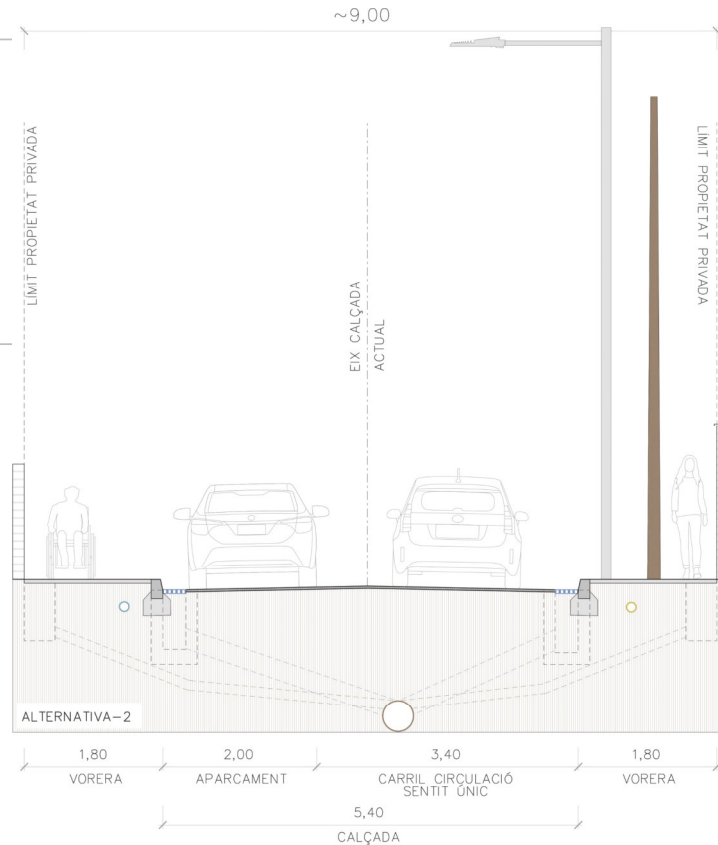 ~9,00
LÍMIT PROPIETAT PRIVADA
EIX CALÇADA
ACTUAL
LÍMIT PROPIETAT PRIVADA
ALTERNATIVA-2
1,80
2,00
3,40
1,80
VORERA
APARCAMENT
CARRIL CIRCULACIÓ
SENTIT ÚNIC
VORERA
5,40
CALÇADA